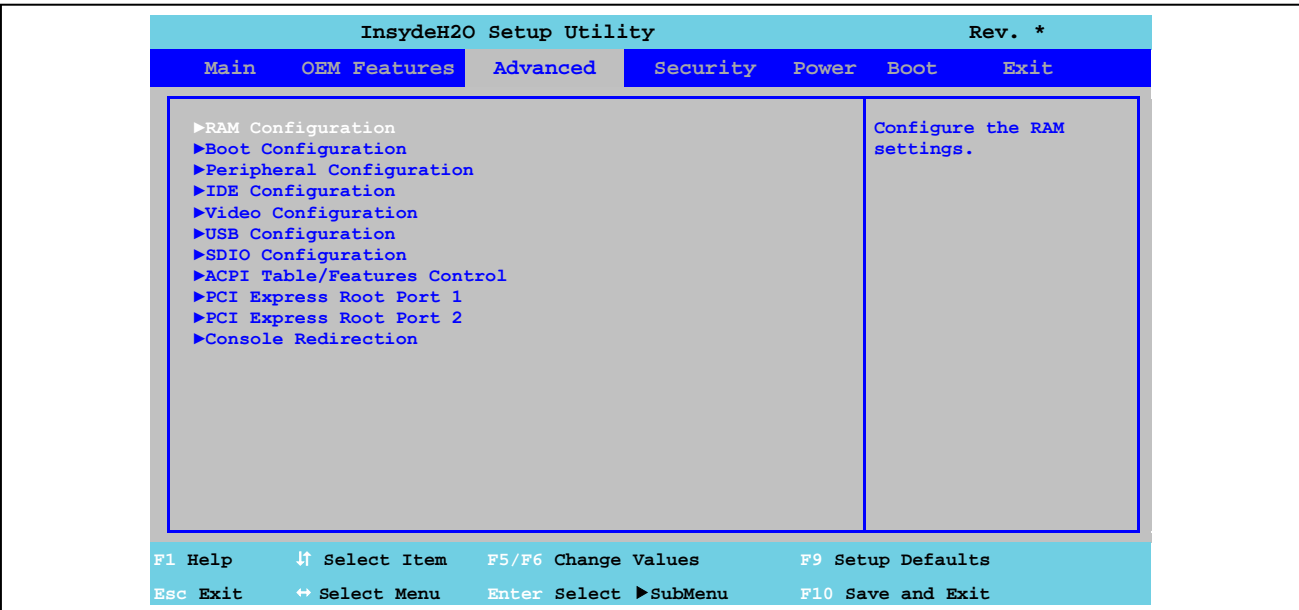 InsydeH2O Setup Utility Rev. *
Main OEM Features Advanced Security Power Boot Exit
►RAM Configuration
►Boot Configuration
►Peripheral Configuration
►IDE Configuration
►Video Configuration
►USB Configuration
►SDIO Configuration
►ACPI Table/Features Control
►PCI Express Root Port 1
►PCI Express Root Port 2
►Console Redirection
Configure the RAM
settings.
F1 Help ↓↑ Select Item F5/F6 Change Values F9 Setup Defaults
Esc Exit ↔ Select Menu Enter Select ►SubMenu F10 Save and Exit